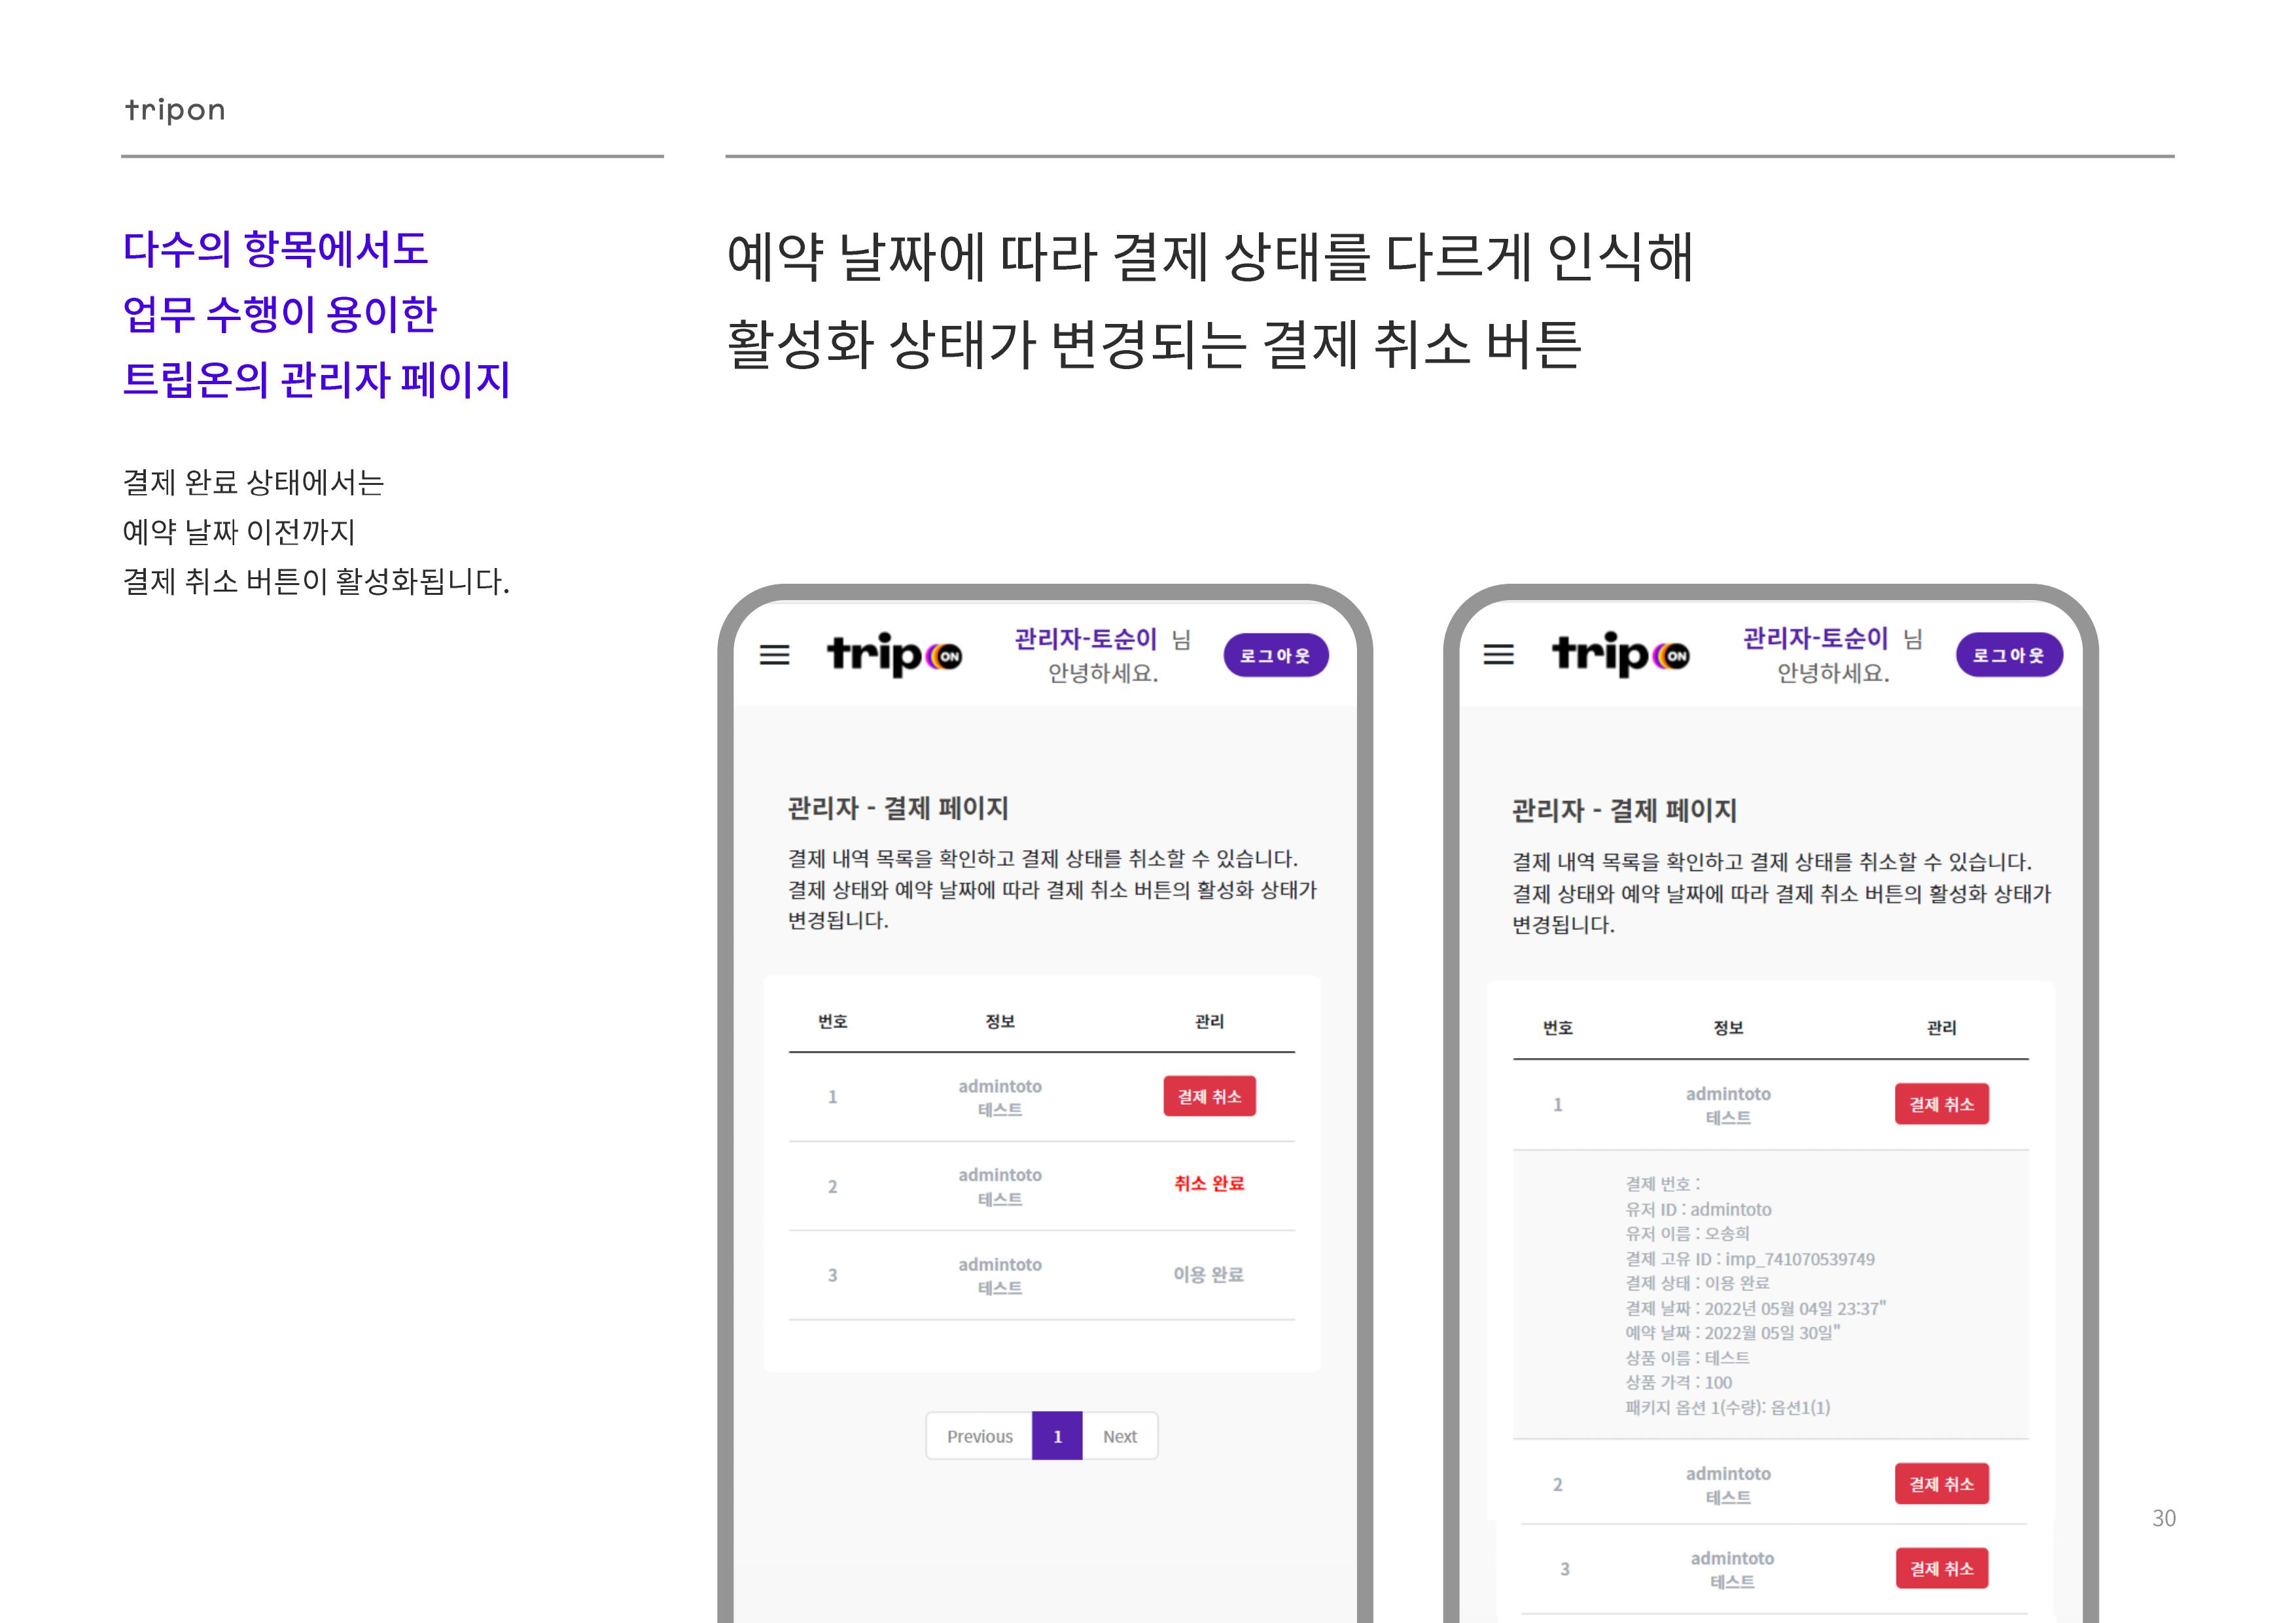 tripon
다수의 항목에서도
업무 수행이 용이한
트립온의 관리자 페이지
결제 완료 상태에서는
예약 날짜 이전까지
결제 취소 버튼이 활성화됩니다.
예약 날짜에 따라 결제 상태를 다르게 인식해
활성화 상태가 변경되는 결제 취소 버튼
trip ON
관리자-토순이 님
안녕하세요.
로그아웃
관리자 - 결제 페이지
결제 내역 목록을 확인하고 결제 상태를 취소할 수 있습니다.
결제 상태와 예약 날짜에 따라 결제 취소 버튼의 활성화 상태가
변경됩니다.
번호 정보 관리
1 admintoto 결제 취소
테스트
2 admintoto 취소 완료
테스트
3 admintoto 이용 완료
테스트
Previous 1 Next
trip ON
관리자-토순이 님
안녕하세요.
로그아웃
관리자 - 결제 페이지
결제 내역 목록을 확인하고 결제 상태를 취소할 수 있습니다.
결제 상태와 예약 날짜에 따라 결제 취소 버튼의 활성화 상태가
변경됩니다.
번호 정보 관리
1 admintoto 결제 취소
테스트
결제 번호 :
유저 ID : admintoto
유저 이름 : 오송희
결제 고유 ID : imp_741070539749
결제 상태 : 이용 완료
결제 날짜 : 2022년 05월 04일 23:37"
예약 날짜 : 2022월 05일 30일"
상품 이름 : 테스트
상품 가격 : 100
패키지 옵션 1(수량): 옵션1(1)
2 admintoto 결제 취소
테스트
3 admintoto 결제 취소
테스트
30